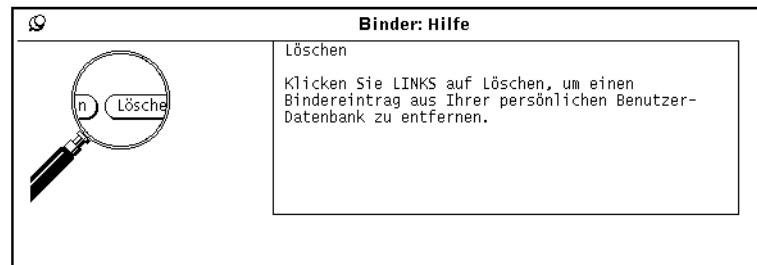 Binder: Hilfe
Löschen
Klicken Sie LINKS auf Löschen, um einen
Bindereintrag aus Ihrer persönlichen Benutzer-
Datenbank zu entfernen.
n
Lösche